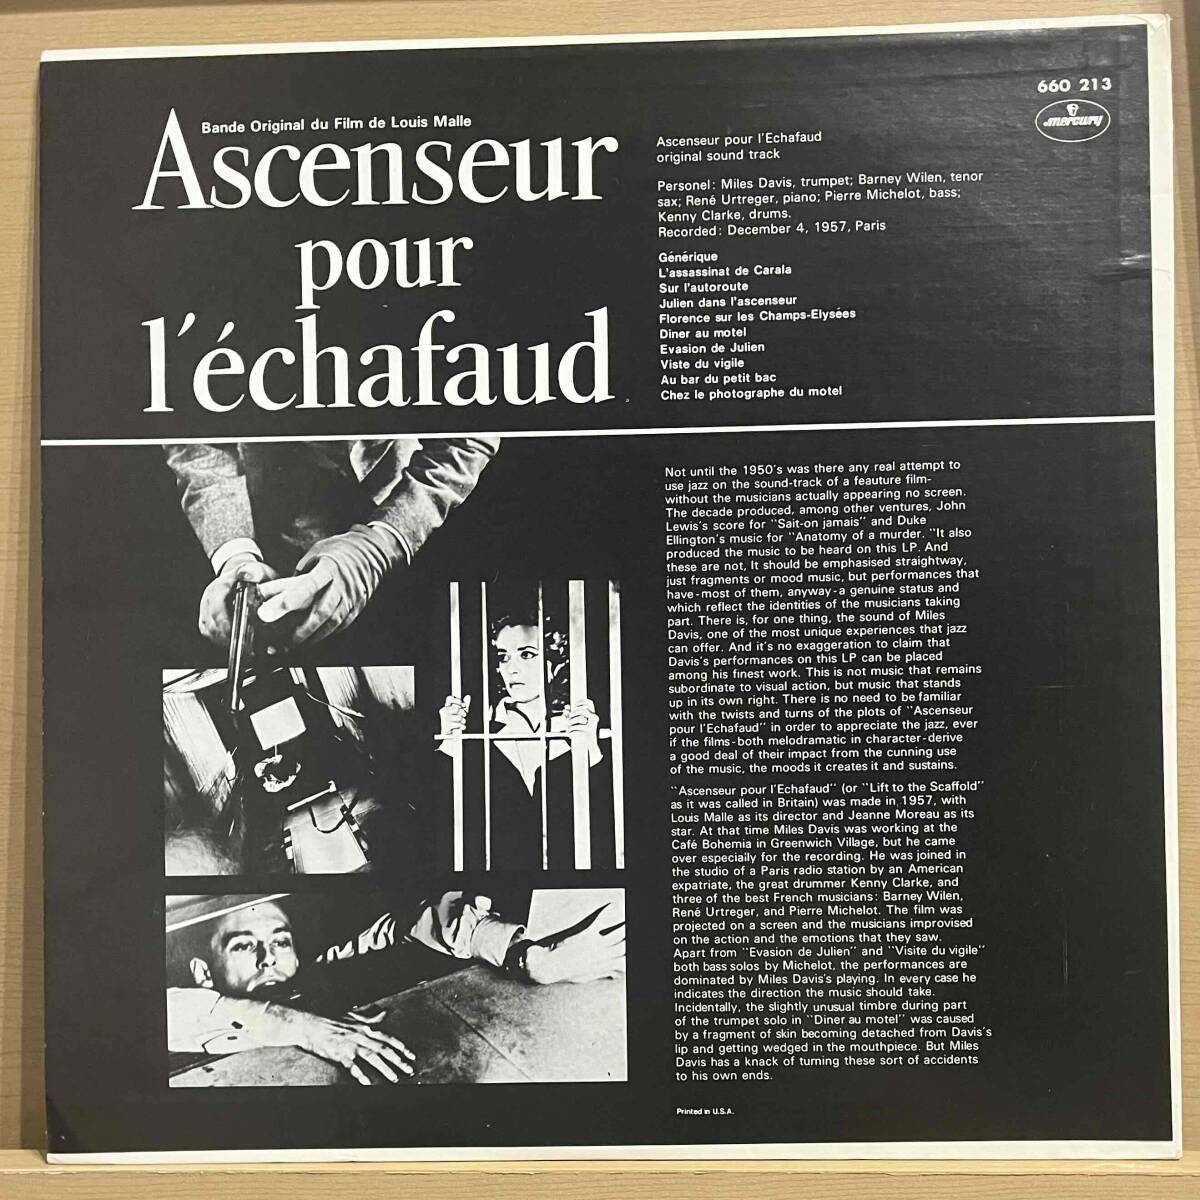 Bande Original du Film de Louis Malle
Ascenseur
pour
l'échafaud
660 213
mercury
Ascenseur pour l'Echafaud
original sound track
Personel: Miles Davis, trumpet; Barney Wilen, tenor
sax; René Urtreger, piano; Pierre Michelot, bass;
Kenny Clarke, drums.
Recorded: December 4, 1957, Paris
Générique
L'assassinat de Carala
Sur l'autoroute
Julien dans l'ascenseur
Florence sur les Champs-Elysées
Diner au motel
Evasion de Julien
Viste du vigile
Au bar du petit bac
Chez le photographe du motel
Not until the 1950's was there any real attempt to
use jazz on the sound-track of a feauture film-
without the musicians actually appearing no screen.
The decade produced, among other ventures, John
Lewis's score for "Sait-on jamais" and Duke
Ellington's music for "Anatomy of a murder. "It also
produced the music to be heard on this LP. And
these are not, It should be emphasised straightway,
just fragments or mood music, but performances that
have-most of them, anyway-a genuine status and
which reflect the identities of the musicians taking
part. There is, for one thing, the sound of Miles
Davis, one of the most unique experiences that jazz
can offer. And it's no exaggeration to claim that
Davis's performances on this LP can be placed
among his finest work. This is not music that remains
subordinate to visual action, but music that stands
up in its own right. There is no need to be familiar
with the twists and turns of the plots of "Ascenseur
pour l'Echafaud" in order to appreciate the jazz, ever
if the films-both melodramatic in character-derive
a good deal of their impact from the cunning use
of the music, the moods it creates it and sustains.
"Ascenseur pour l'Echafaud" (or "Lift to the Scaffold"
as it was called in Britain) was made in 1957, with
Louis Malle as its director and Jeanne Moreau as its
star. At that time Miles Davis was working at the
Café Bohemia in Greenwich Village, but he came
over especially for the recording. He was joined in
the studio of a Paris radio station by an American
expatriate, the great drummer Kenny Clarke, and
three of the best French musicians: Barney Wilen,
René Urtreger, and Pierre Michelot. The film was
projected on a screen and the musicians improvised
on the action and the emotions that they saw.
Apart from "Evasion de Julien" and "Visite du vigile"
both bass solos by Michelot, the performances are
dominated by Miles Davis's playing. In every case he
indicates the direction the music should take.
Incidentally, the slightly unusual timbre during part
of the trumpet solo in "Diner au motel" was caused
by a fragment of skin becoming detached from Davis's
lip and getting wedged in the mouthpiece. But Miles
Davis has a knack of turning these sort of accidents
to his own ends.
Printed in U.S.A.